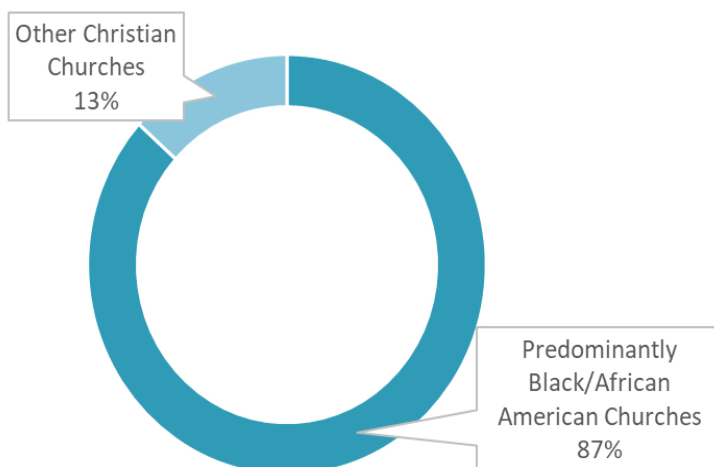 Other Christian
Churches
13%
Predominantly
Black/African
American Churches
87%